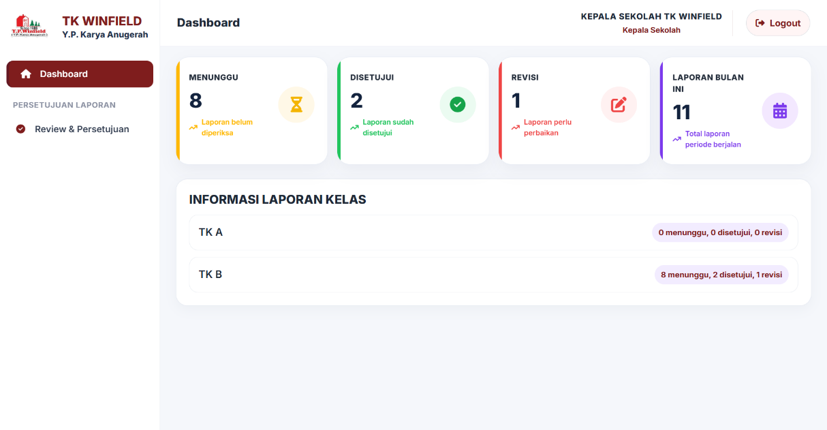 T.P. Winfield
Y.P. Karya Anugerah
TK WINFIELD
Y.P. Karya Anugerah
Dashboard
PERSETUJUAN LAPORAN
Review & Persetujuan
Dashboard
KEPALA SEKOLAH TK WINFIELD
Kepala Sekolah
Logout
MENUNGGU
8
Laporan belum
diperiksa
DISETUJUI
2
Laporan sudah
disetujui
REVISI
1
Laporan perlu
perbaikan
LAPORAN BULAN
INI
11
Total laporan
periode berjalan
INFORMASI LAPORAN KELAS
TK A
0 menunggu, 0 disetujui, 0 revisi
TK B
8 menunggu, 2 disetujui, 1 revisi